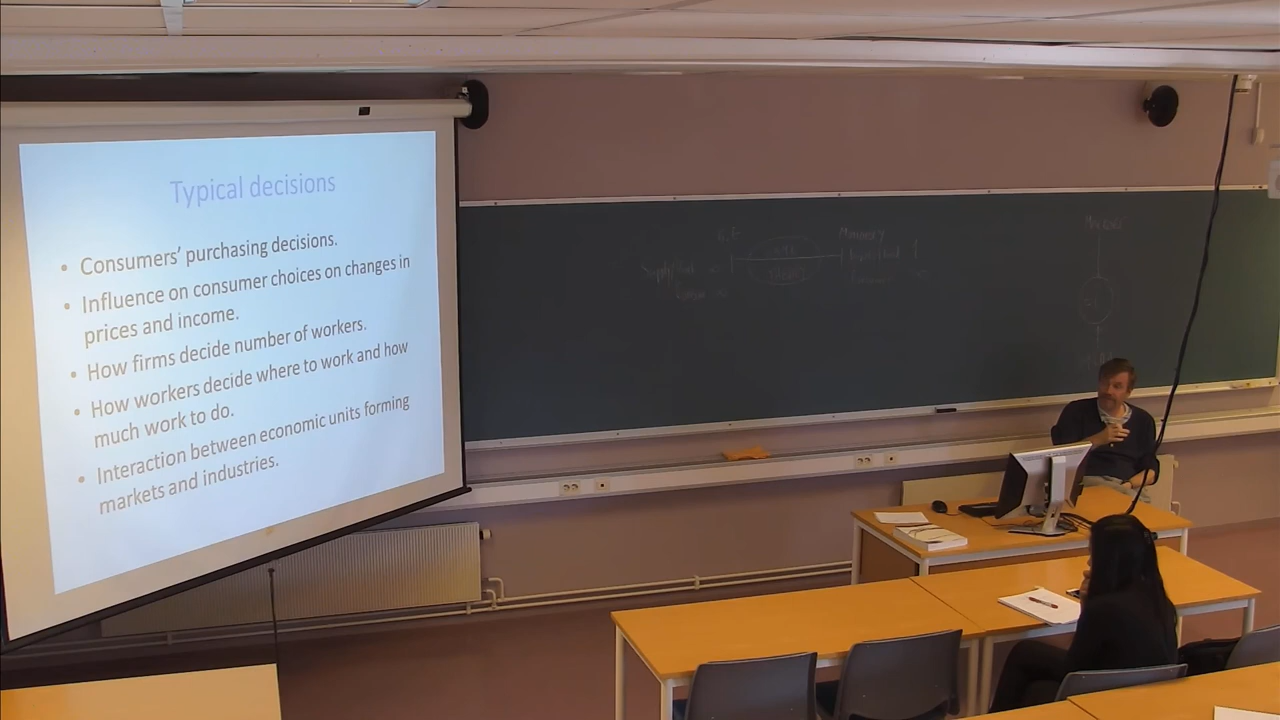 Typical decisions
• Consumers' purchasing decisions.
• Influence on consumer choices on changes in
prices and income.
• How firms decide number of workers.
• How workers decide where to work and how
much work to do.
• Interaction between economic units forming
markets and industries.